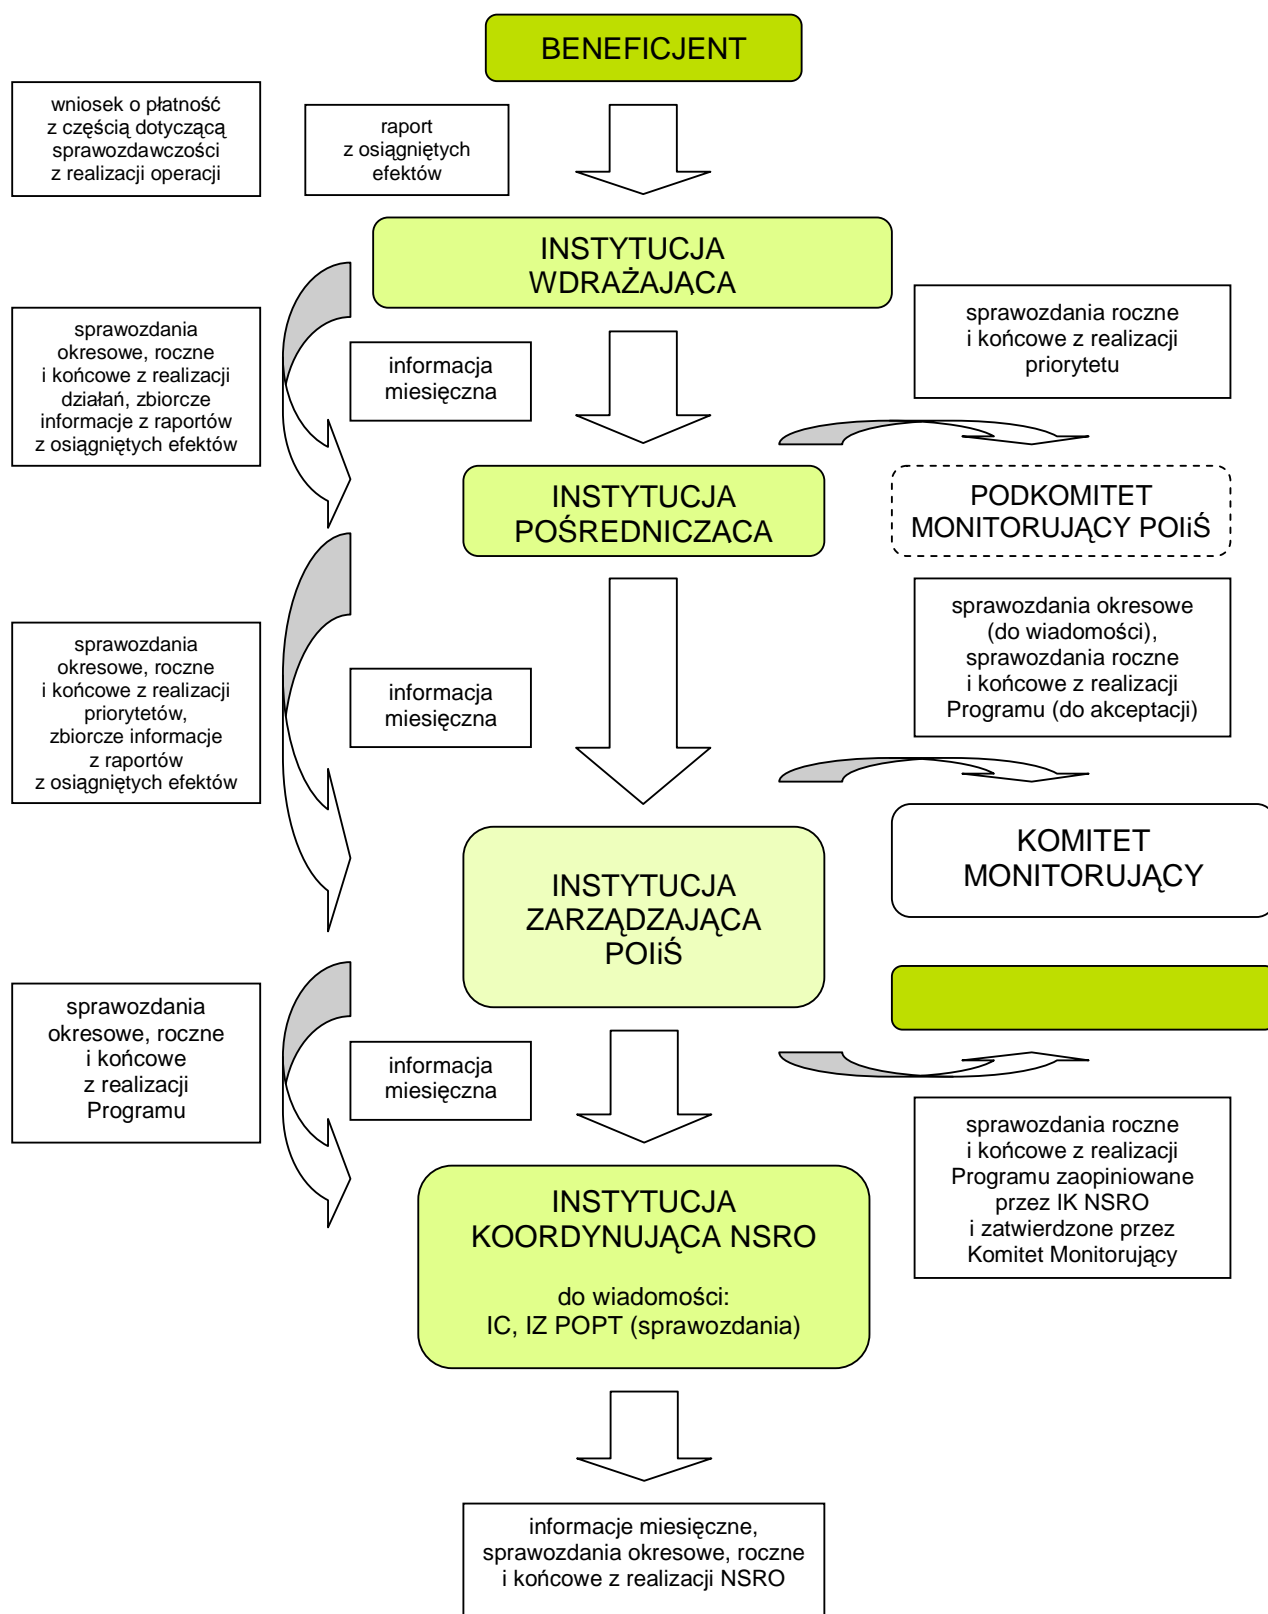 BENEFICJENT
wniosek o płatność
z częścią dotyczącą
sprawozdawczości
z realizacji operacji
raport
z osiągniętych
efektów
INSTYTUCJA
WDRAŻAJĄCA
sprawozdania
okresowe, roczne
i końcowe z realizacji
działań, zbiorcze
informacje z raportów
z osiągniętych efektów
informacja
miesięczna
sprawozdania roczne
i końcowe z realizacji
priorytetu
INSTYTUCJA
POŚREDNICZĄCA
PODKOMITET
MONITORUJĄCY POIiŚ
sprawozdania okresowe
(do wiadomości),
sprawozdania roczne
i końcowe z realizacji
Programu (do akceptacji)
sprawozdania
okresowe, roczne
i końcowe z realizacji
priorytetów,
zbiorcze informacje
z raportów
z osiągniętych efektów
informacja
miesięczna
KOMITET
MONITORUJĄCY
INSTYTUCJA
ZARZĄDZAJĄCA
POIiŚ
sprawozdania
okresowe, roczne
i końcowe
z realizacji
Programu
informacja
miesięczna
sprawozdania roczne
i końcowe z realizacji
Programu zaopiniowane
przez IK NSRO
i zatwierdzone przez
Komitet Monitorujący
INSTYTUCJA
KOORDYNUJĄCA NSRO
do wiadomości:
IC, IZ POPT (sprawozdania)
informacje miesięczne,
sprawozdania okresowe, roczne
i końcowe z realizacji NSRO